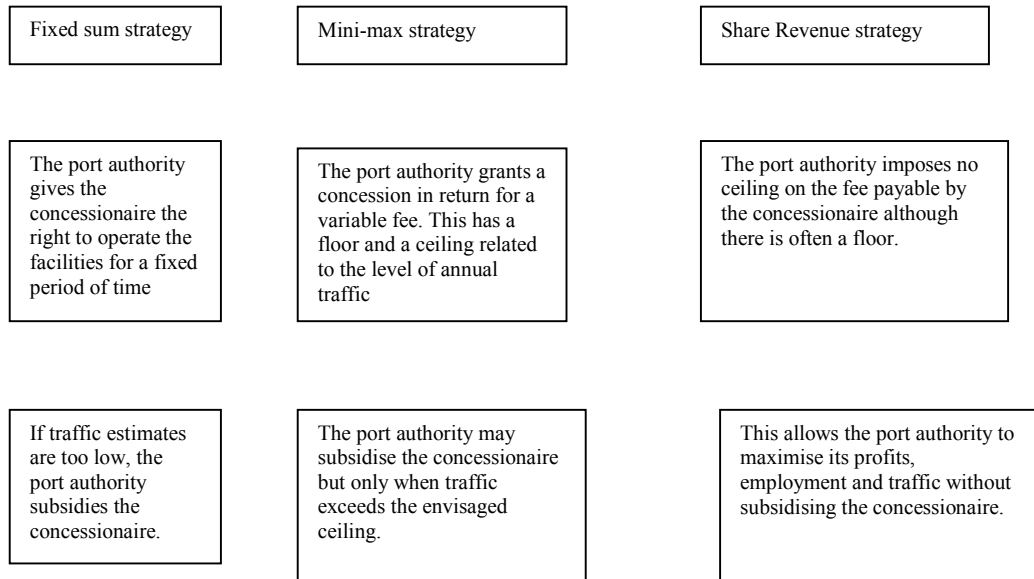 Fixed sum strategy
Mini-max strategy
Share Revenue strategy
The port authority
gives the
concessionaire the
right to operate the
facilities for a fixed
period of time
The port authority grants a
concession in return for a
variable fee. This has a
floor and a ceiling related
to the level of annual
traffic
The port authority imposes no
ceiling on the fee payable by
the concessionaire although
there is often a floor.
If traffic estimates
are too low, the
port authority
subsidies the
concessionaire.
The port authority may
subsidise the concessionaire
but only when traffic
exceeds the envisaged
ceiling.
This allows the port authority to
maximise its profits,
employment and traffic without
subsidising the concessionaire.